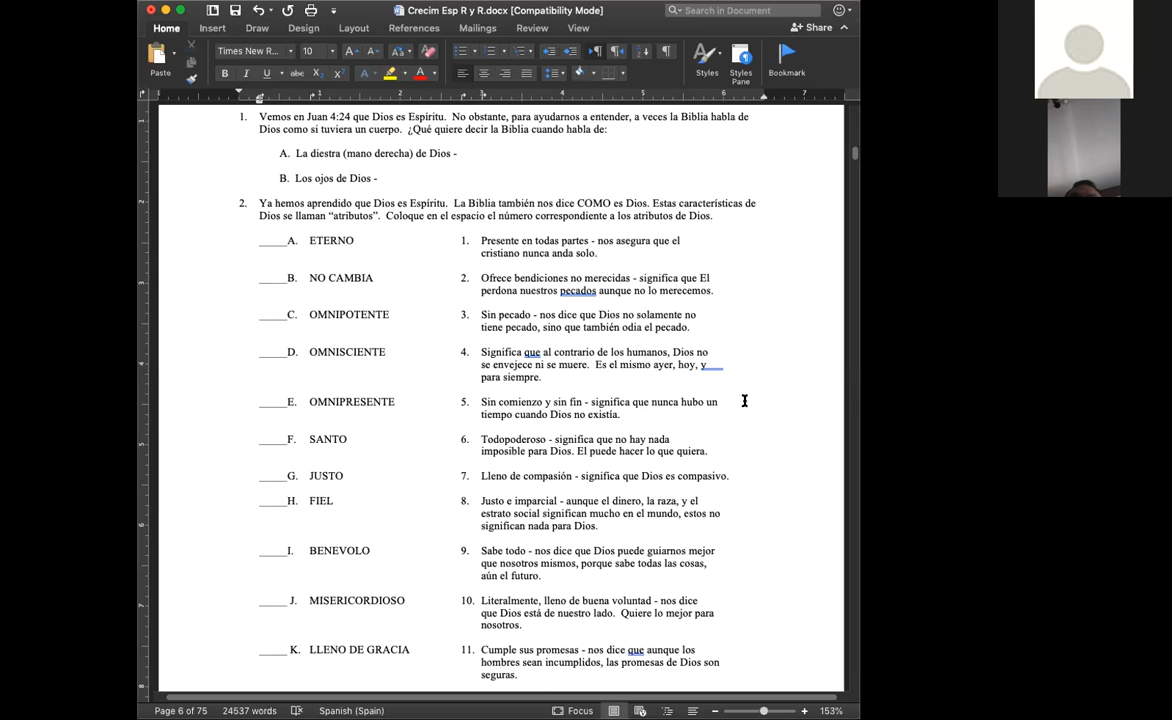 Crecim Esp R y R.docx [Compatibility Mode]
Search in Document
Home Insert Draw Design Layout References Mailings Review View Share
Times New R... 10
Paste Styles Styles Pane Bookmark
1. Vemos en Juan 4:24 que Dios es Espíritu. No obstante, para ayudarnos a entender, a veces la Biblia habla de
Dios como si tuviera un cuerpo. ¿Qué quiere decir la Biblia cuando habla de:
A. La diestra (mano derecha) de Dios -
B. Los ojos de Dios -
2. Ya hemos aprendido que Dios es Espíritu. La Biblia también nos dice COMO es Dios. Estas características de
Dios se llaman “atributos”. Coloque en el espacio el número correspondiente a los atributos de Dios.
_____A. ETERNO
1. Presente en todas partes - nos asegura que el
cristiano nunca anda solo.
_____B. NO CAMBIA
2. Ofrece bendiciones no merecidas - significa que El
perdona nuestros pecados aunque no lo merecemos.
_____C. OMNIPOTENTE
3. Sin pecado - nos dice que Dios no solamente no
tiene pecado, sino que también odia el pecado.
_____D. OMNISCIENTE
4. Significa que al contrario de los humanos, Dios no
se envejece ni se muere. Es el mismo ayer, hoy, y
para siempre.
_____E. OMNIPRESENTE
5. Sin comienzo y sin fin - significa que nunca hubo un
tiempo cuando Dios no existía.
_____F. SANTO
6. Todopoderoso - significa que no hay nada
imposible para Dios. El puede hacer lo que quiera.
_____G. JUSTO
7. Lleno de compasión - significa que Dios es compasivo.
_____H. FIEL
8. Justo e imparcial - aunque el dinero, la raza, y el
estrato social significan mucho en el mundo, estos no
significan nada para Dios.
_____I. BENEVOLO
9. Sabe todo - nos dice que Dios puede guiarnos mejor
que nosotros mismos, porque sabe todas las cosas,
aún el futuro.
_____ J. MISERICORDIOSO
10. Literalmente, lleno de buena voluntad - nos dice
que Dios está de nuestro lado. Quiere lo mejor para
nosotros.
_____ K. LLENO DE GRACIA
11. Cumple sus promesas - nos dice que aunque los
hombres sean incumplidos, las promesas de Dios son
seguras.
Page 6 of 75 24537 words Spanish (Spain) Focus 153%